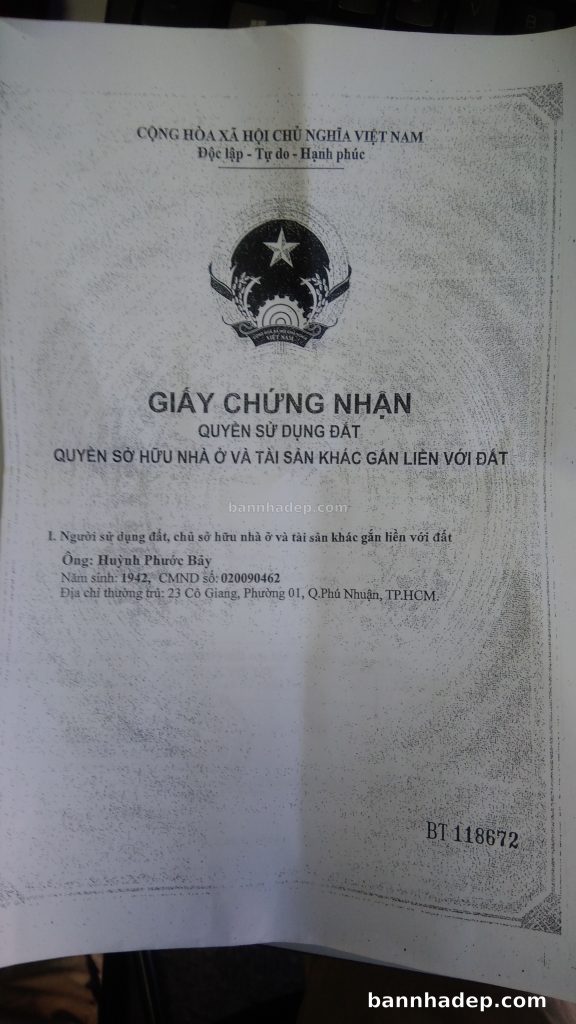 CỘNG HÒA XÃ HỘI CHỦ NGHĨA VIỆT NAM
Độc lập - Tự do - Hạnh phúc
VIỆT NAM
GIẤY CHỨNG NHẬN
QUYỀN SỬ DỤNG ĐẤT
QUYỀN SỞ HỮU NHÀ Ở VÀ TÀI SẢN KHÁC GẮN LIỀN VỚI ĐẤT
bannhadep.com
I. Người sử dụng đất, chủ sở hữu nhà ở và tài sản khác gắn liền với đất
Ông: Huỳnh Phước Bảy
Năm sinh: 1942, CMND số: 020090462
Địa chỉ thường trú: 23 Cô Giang, Phường 01, Q.Phú Nhuận, TP.HCM.
BT 118672
bannhadep.com